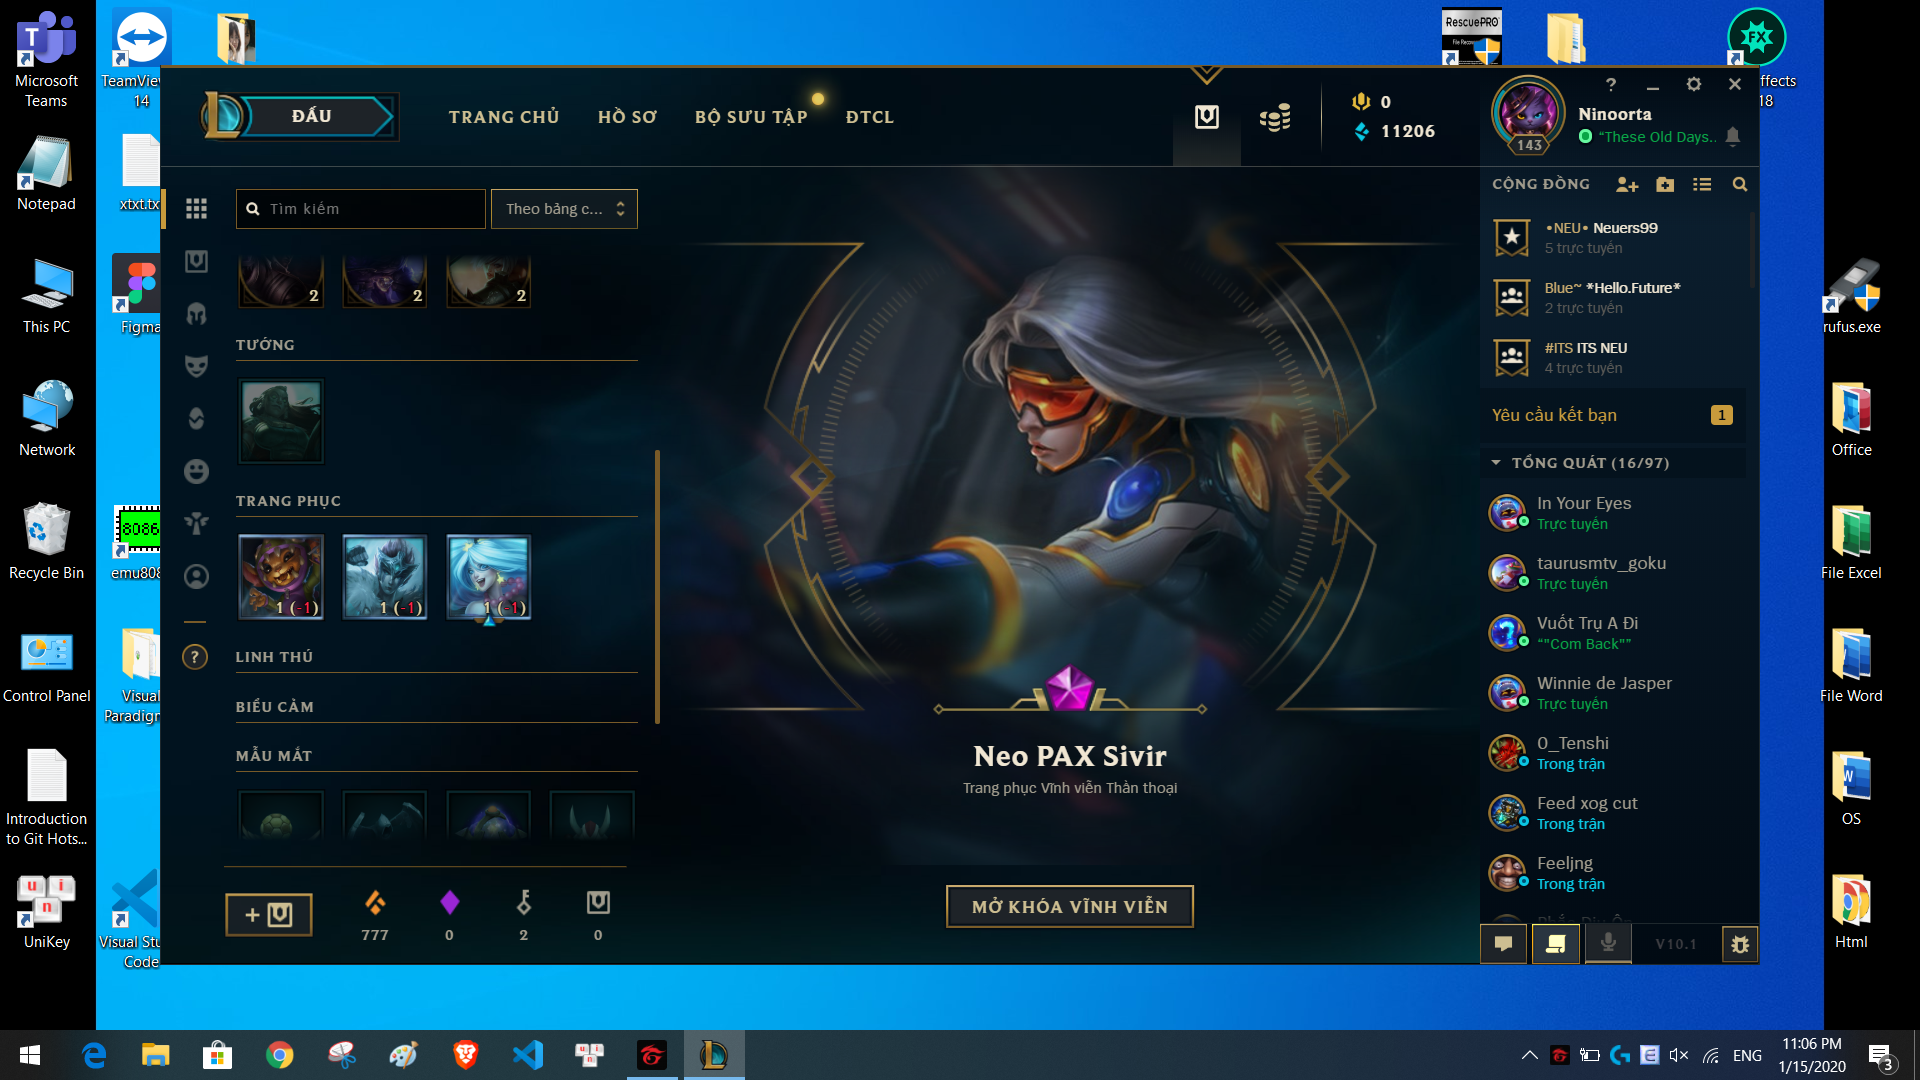 Microsoft
Teams
Notepad
This PC
Network
Recycle Bin
Control Panel
Introduction
to Git Hots...
UniKey
TeamVie
14
xtxt.tx
Figma
8086
emu808
Visual
Paradign
Visual Stu
Code
RescuePRO
FX
ffects
18
rufus.exe
Office
File Excel
File Word
OS
Html
ĐẤU
TRANG CHỦ
HỒ SƠ
BỘ SƯU TẬP
ĐTCL
0
11206
143
Ninoorta
“These Old Days..
Tìm kiếm
Theo bảng c...
2
2
2
TƯỚNG
TRANG PHỤC
1 (-1)
1 (-1)
1 (-1)
LINH THÚ
BIỂU CẢM
MẪU MẮT
777
0
2
0
Neo PAX Sivir
Trang phục Vĩnh viễn Thần thoại
MỞ KHÓA VĨNH VIỄN
CỘNG ĐỒNG
•NEU• Neuers99
5 trực tuyến
Blue~ *Hello.Future*
2 trực tuyến
#ITS ITS NEU
4 trực tuyến
Yêu cầu kết bạn
1
TỔNG QUÁT (16/97)
In Your Eyes
Trực tuyến
taurusmtv_goku
Trực tuyến
Vuốt Trụ A Đi
“"Com Back"”
Winnie de Jasper
Trực tuyến
0_Tenshi
Trong trận
Feed xog cut
Trong trận
Feeljng
Trong trận
V10.1
ENG
11:06 PM
1/15/2020
3